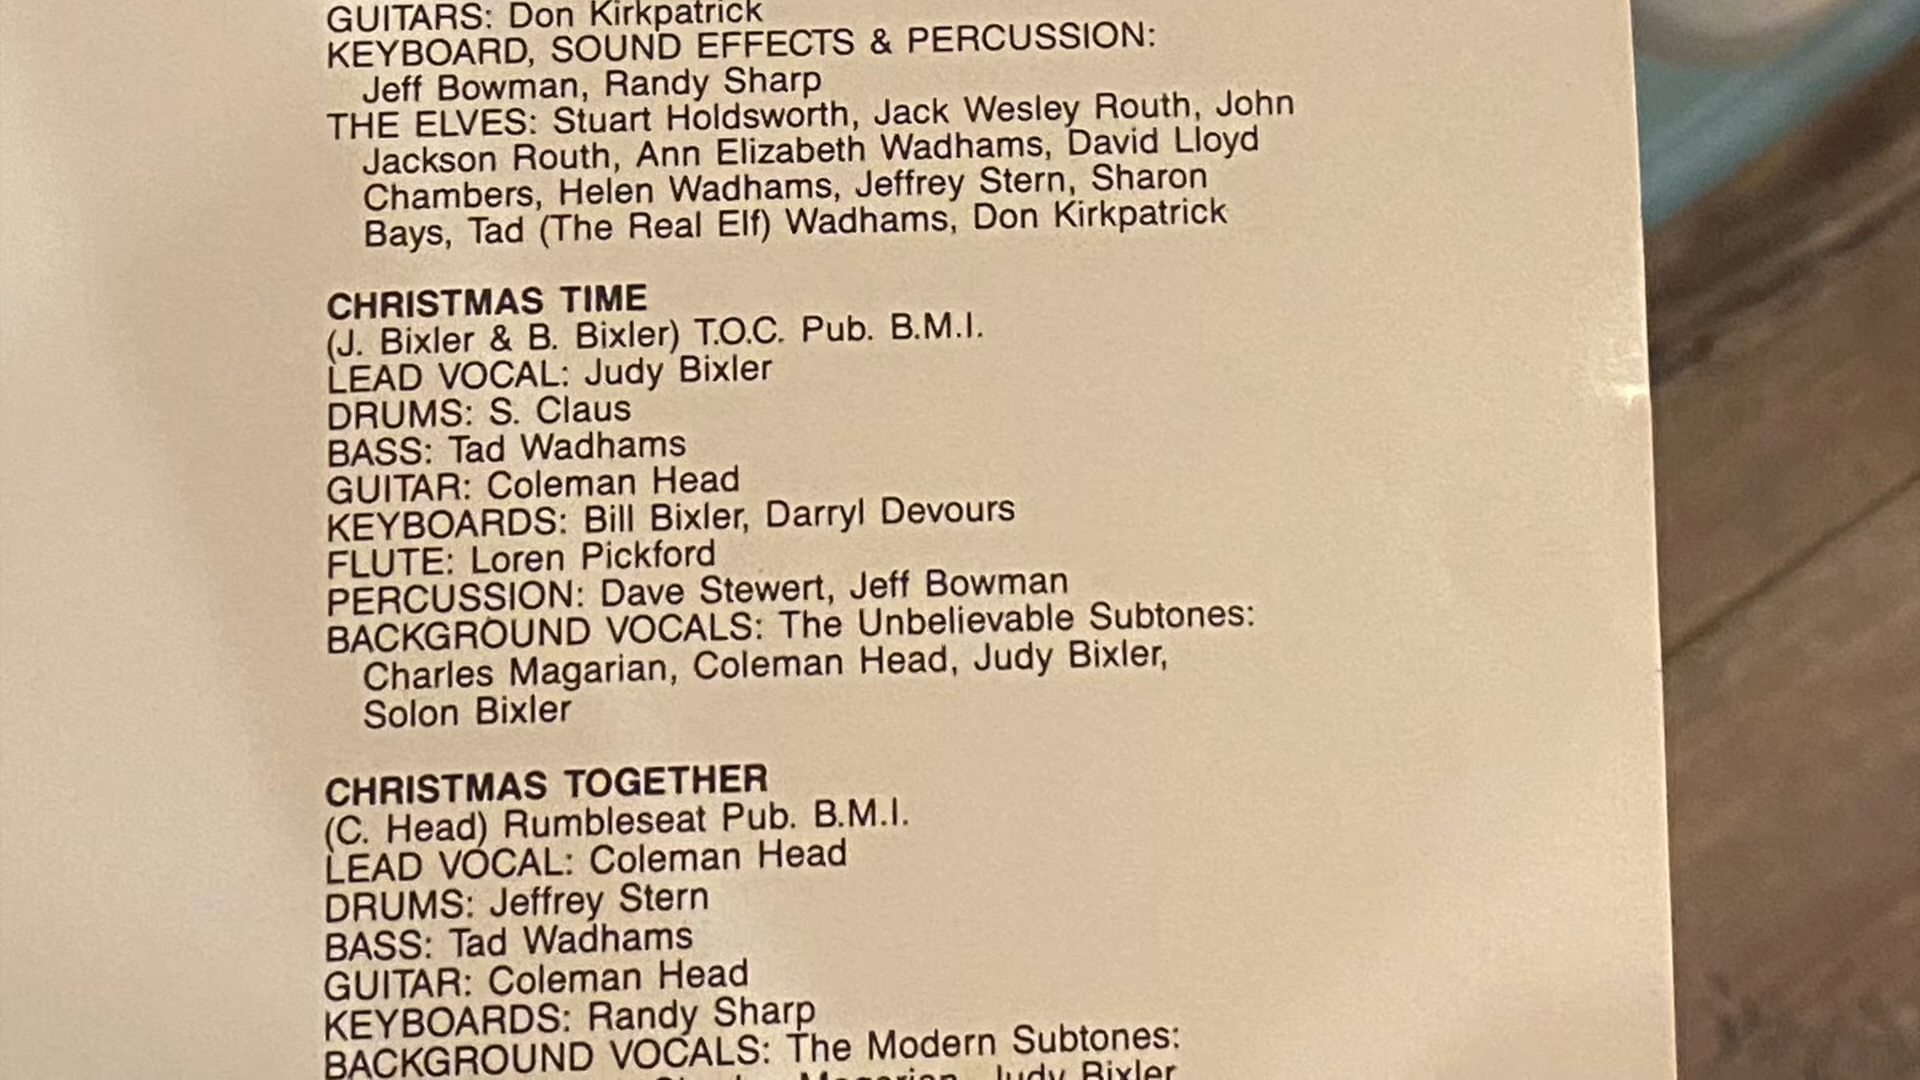 GUITARS: Don Kirkpatrick
KEYBOARD, SOUND EFFECTS & PERCUSSION:
Jeff Bowman, Randy Sharp
THE ELVES: Stuart Holdsworth, Jack Wesley Routh, John
Jackson Routh, Ann Elizabeth Wadhams, David Lloyd
Chambers, Helen Wadhams, Jeffrey Stern, Sharon
Bays, Tad (The Real Elf) Wadhams, Don Kirkpatrick
CHRISTMAS TIME
(J. Bixler & B. Bixler) T.O.C. Pub. B.M.I.
LEAD VOCAL: Judy Bixler
DRUMS: S. Claus
BASS: Tad Wadhams
GUITAR: Coleman Head
KEYBOARDS: Bill Bixler, Darryl Devours
FLUTE: Loren Pickford
PERCUSSION: Dave Stewert, Jeff Bowman
BACKGROUND VOCALS: The Unbelievable Subtones:
Charles Magarian, Coleman Head, Judy Bixler,
Solon Bixler
CHRISTMAS TOGETHER
(C. Head) Rumbleseat Pub. B.M.I.
LEAD VOCAL: Coleman Head
DRUMS: Jeffrey Stern
BASS: Tad Wadhams
GUITAR: Coleman Head
KEYBOARDS: Randy Sharp
BACKGROUND VOCALS: The Modern Subtones:
Magarian, Judy Bixler